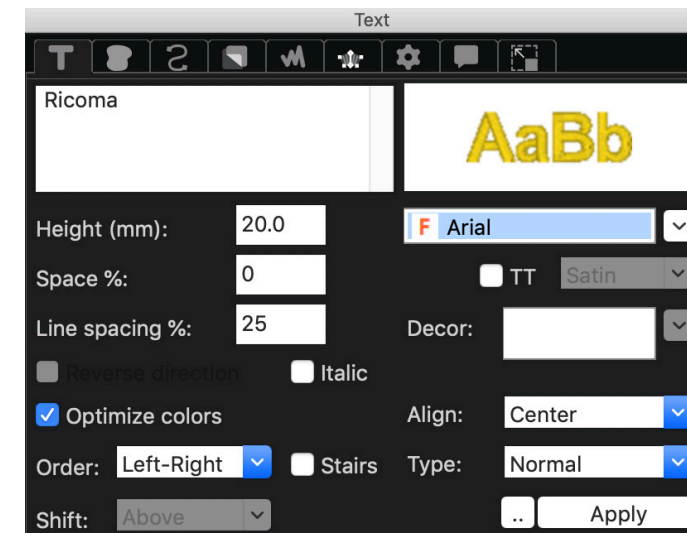 Text
Ricoma
AaBb
Height (mm): 20.0
F Arial
Space %: 0
TT Satin
Line spacing %: 25
Decor:
Reverse direction
Italic
Optimize colors
Align: Center
Order: Left-Right
Stairs
Type: Normal
Shift: Above
..
Apply